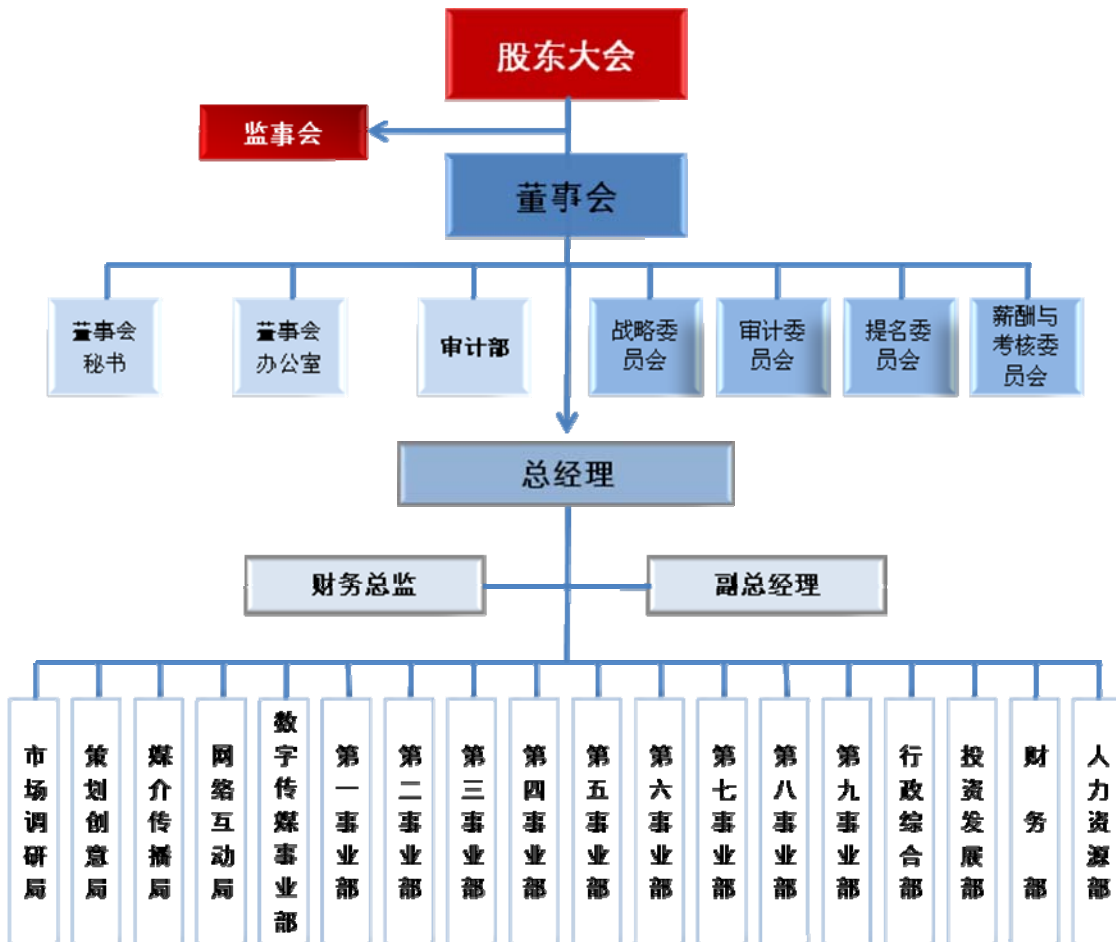 股东大会
监事会
董事会
董事会
秘书
董事会
办公室
审计部
战略委
员会
审计委
员会
提名委
员会
薪酬与
考核委
员会
总经理
财务总监
副总经理
市场调研局
策划创意局
媒介传播局
网络互动局
数字传媒事业部
第一事业部
第二事业部
第三事业部
第四事业部
第五事业部
第六事业部
第七事业部
第八事业部
第九事业部
行政综合部
投资发展部
财务部
人力资源部